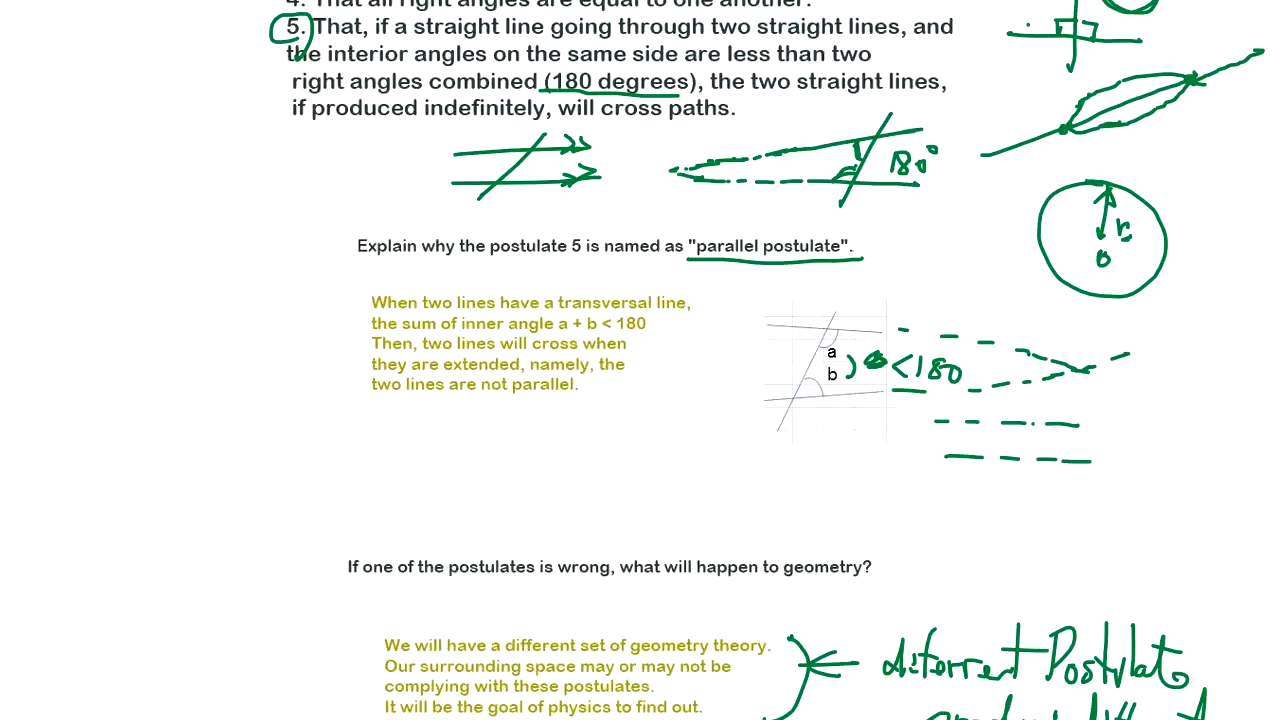 4. That all right angles are equal to one another.
5. That, if a straight line going through two straight lines, and
the interior angles on the same side are less than two
right angles combined (180 degrees), the two straight lines,
if produced indefinitely, will cross paths.
180°
r
0
Explain why the postulate 5 is named as "parallel postulate".
When two lines have a transversal line,
the sum of inner angle a + b < 180
Then, two lines will cross when
they are extended, namely, the
two lines are not parallel.
a
b
) < 180
If one of the postulates is wrong, what will happen to geometry?
We will have a different set of geometry theory.
Our surrounding space may or may not be
complying with these postulates.
It will be the goal of physics to find out.
Postulate